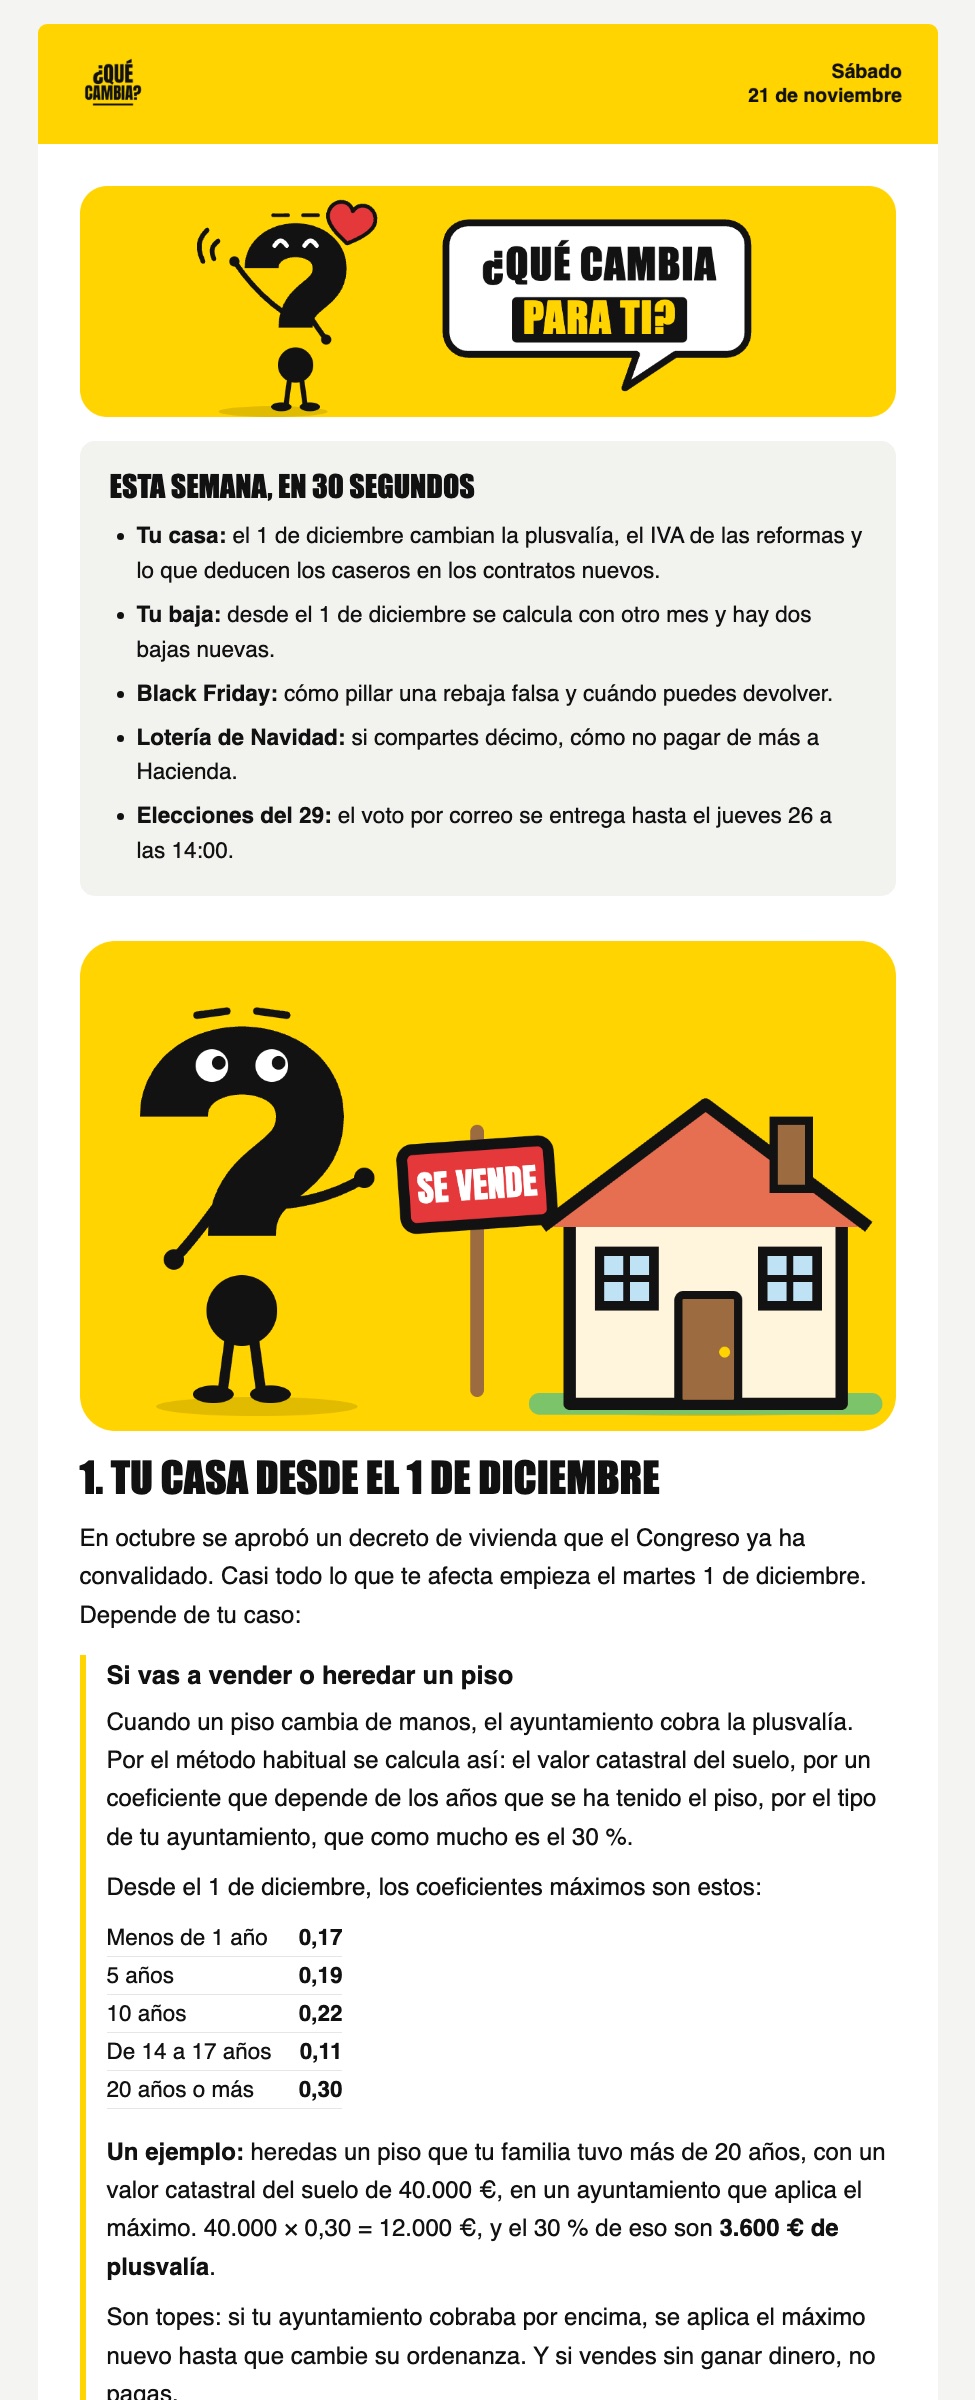 ¿QUÉ
CAMBIA?
Sábado
21 de noviembre
¿QUÉ CAMBIA
PARA TI?
ESTA SEMANA, EN 30 SEGUNDOS
• Tu casa: el 1 de diciembre cambian la plusvalía, el IVA de las reformas y
lo que deducen los caseros en los contratos nuevos.
• Tu baja: desde el 1 de diciembre se calcula con otro mes y hay dos
bajas nuevas.
• Black Friday: cómo pillar una rebaja falsa y cuándo puedes devolver.
• Lotería de Navidad: si compartes décimo, cómo no pagar de más a
Hacienda.
• Elecciones del 29: el voto por correo se entrega hasta el jueves 26 a
las 14:00.
SE VENDE
1. TU CASA DESDE EL 1 DE DICIEMBRE
En octubre se aprobó un decreto de vivienda que el Congreso ya ha
convalidado. Casi todo lo que te afecta empieza el martes 1 de diciembre.
Depende de tu caso:
Si vas a vender o heredar un piso
Cuando un piso cambia de manos, el ayuntamiento cobra la plusvalía.
Por el método habitual se calcula así: el valor catastral del suelo, por un
coeficiente que depende de los años que se ha tenido el piso, por el tipo
de tu ayuntamiento, que como mucho es el 30 %.
Desde el 1 de diciembre, los coeficientes máximos son estos:
Menos de 1 año 0,17
5 años 0,19
10 años 0,22
De 14 a 17 años 0,11
20 años o más 0,30
Un ejemplo: heredas un piso que tu familia tuvo más de 20 años, con un
valor catastral del suelo de 40.000 €, en un ayuntamiento que aplica el
máximo. 40.000 × 0,30 = 12.000 €, y el 30 % de eso son 3.600 € de
plusvalía.
Son topes: si tu ayuntamiento cobraba por encima, se aplica el máximo
nuevo hasta que cambie su ordenanza. Y si vendes sin ganar dinero, no
pagas.